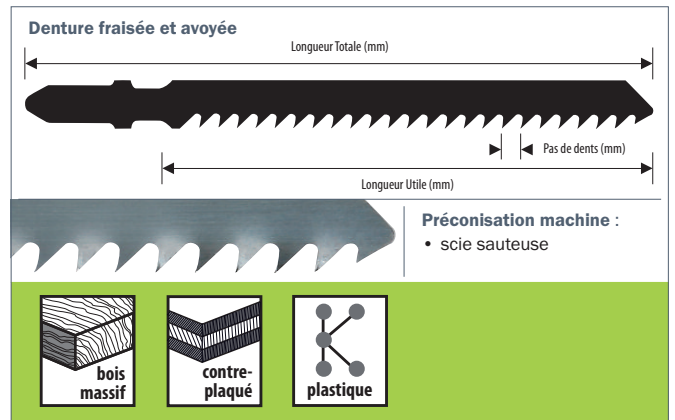 Denture fraisée et avoyée
Longueur Totale (mm)
Pas de dents (mm)
Longueur Utile (mm)
Préconisation machine :
• scie sauteuse
bois
massif
contre-
plaqué
plastique